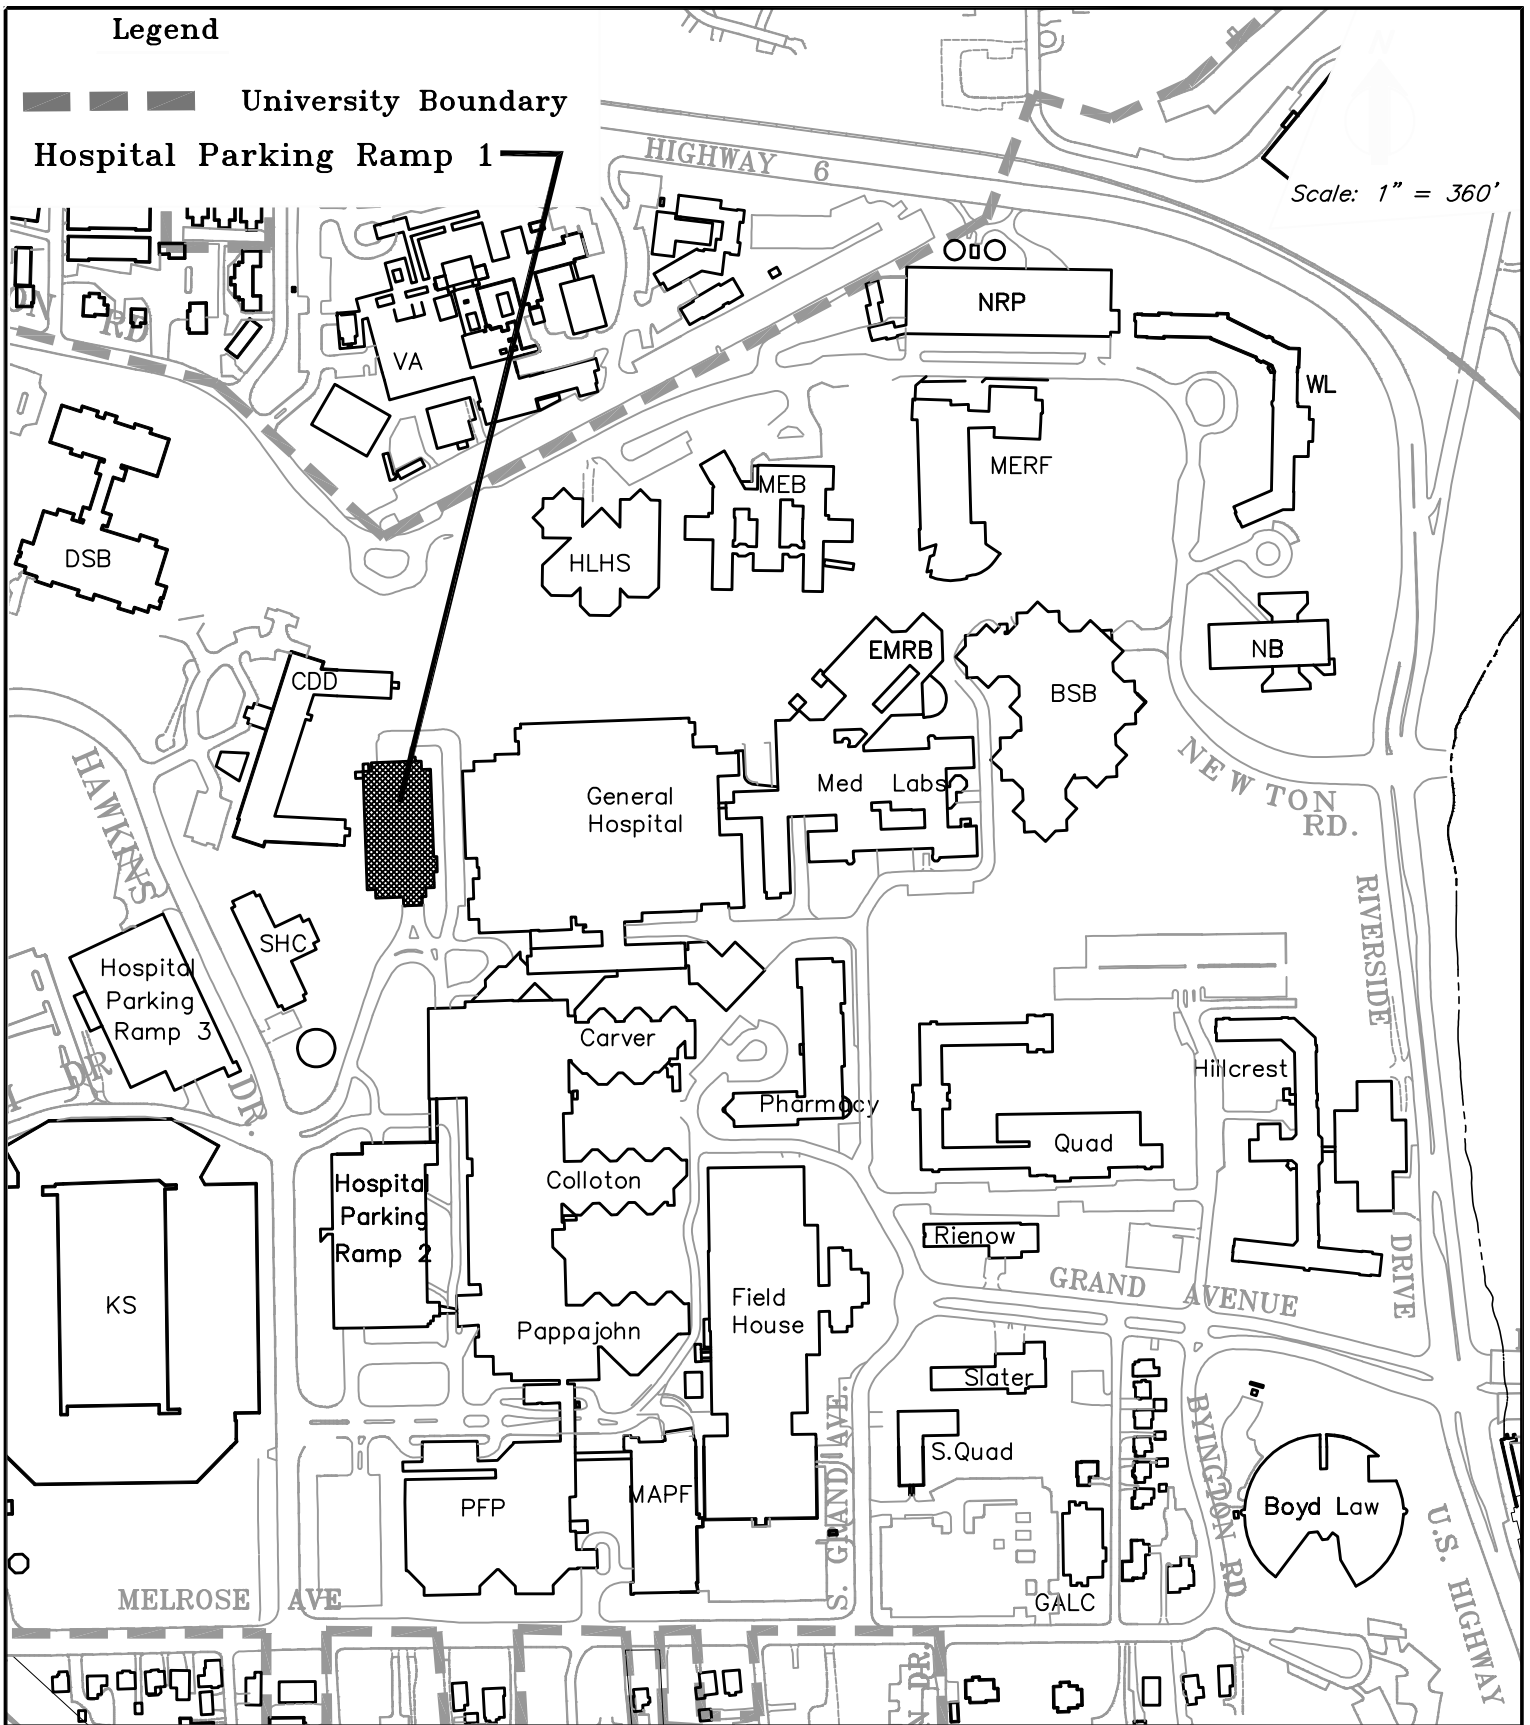 Legend
University Boundary
Hospital Parking Ramp 1
HIGHWAY 6
Scale: 1" = 360'
RD
NRP
VA
WL
MERF
MEB
DSB
HLHS
EMRB
NB
CDD
BSB
HAWKINS
NEWTON
RD.
General
Hospital
Med Labs
RIVERSIDE
SHC
Hospital
Parking
Ramp 3
Carver
DR
DR.
Hillcrest
Pharmacy
Quad
Hospital
Parking
Ramp 2
Colloton
Rienow
DRIVE
GRAND AVENUE
KS
Field
House
Pappajohn
Slater
S. GRAND AVE.
BYINGTON RD
S.Quad
MAPF
PFP
Boyd Law
U.S. HIGHWAY
MELROSE AVE
GALC
DR.